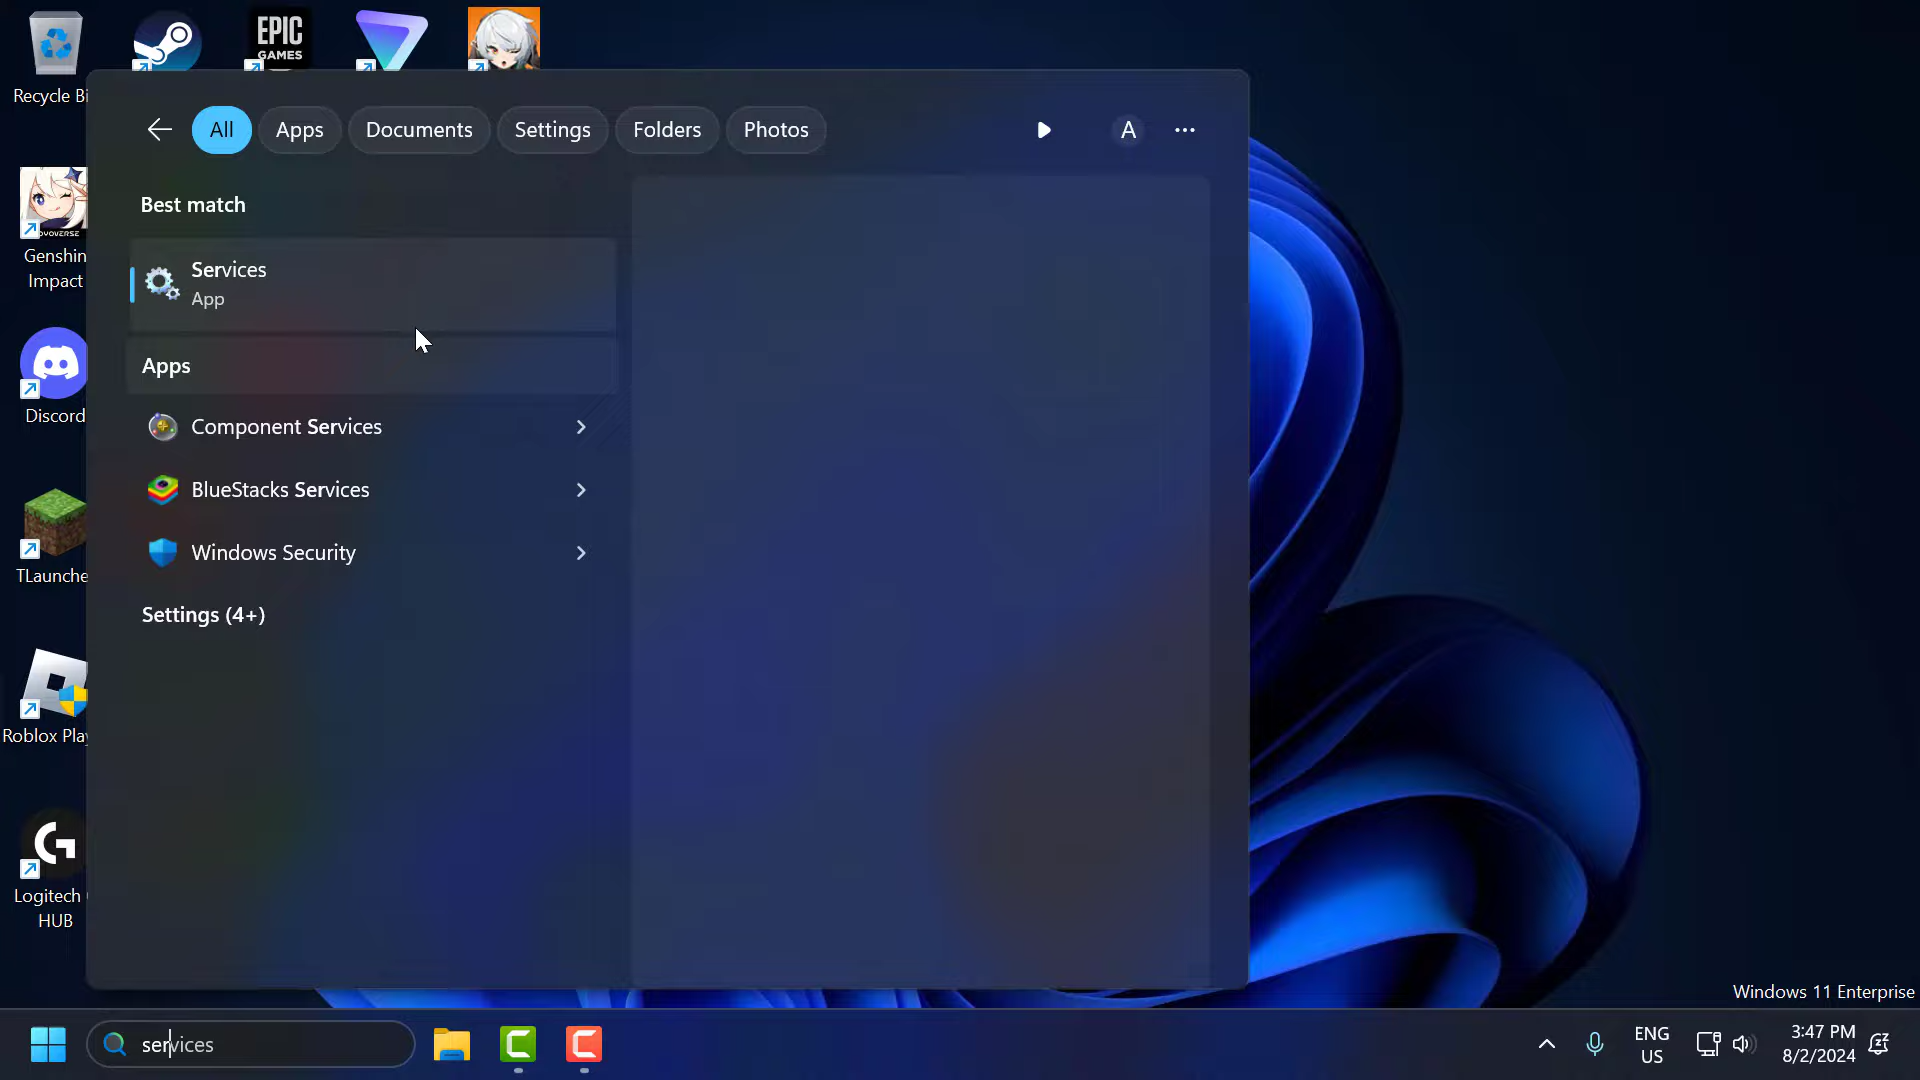 EPIC
GAMES
Recycle Bi
All
Apps
Documents
Settings
Folders
Photos
A
Best match
Services
App
Apps
Component Services
BlueStacks Services
Windows Security
Settings (4+)
Genshin
Impact
Discord
TLaunche
Roblox Play
Logitech
HUB
Windows 11 Enterprise
services
ENG
US
3:47 PM
8/2/2024